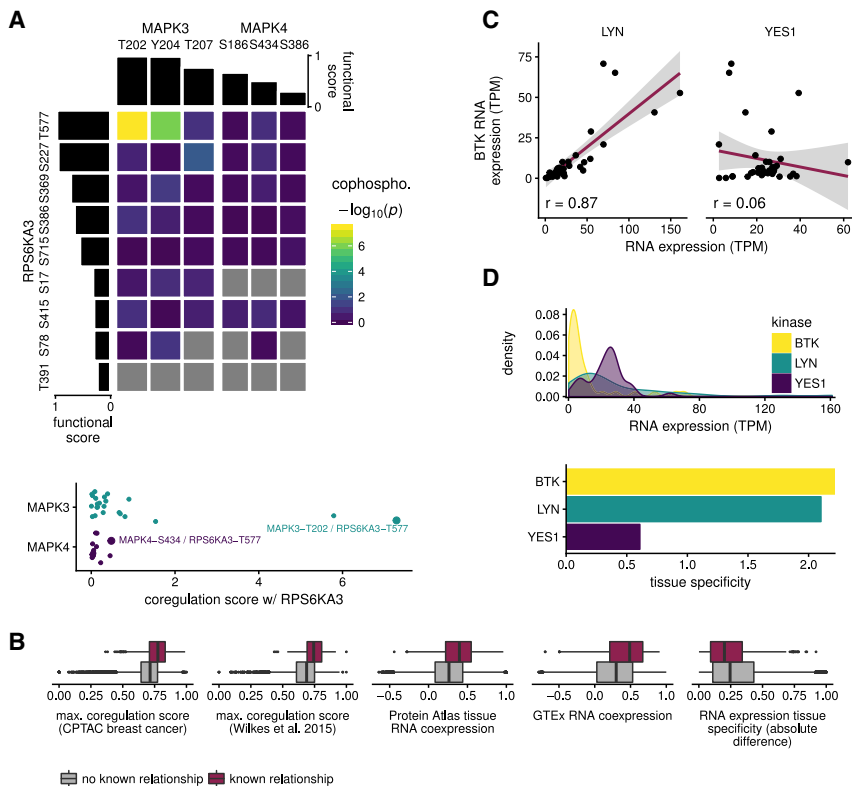 A
MAPK3
MAPK4
T202 Y204 T207 S186 S434 S386
1
0
functional
score
RPS6KA3
T577
S227
S369
S386
S715
S17
S415
S78
T391
1 0
functional
score
cophospho.
−log10(p)
6
4
2
0
MAPK3
MAPK4
MAPK3−T202 / RPS6KA3−T577
MAPK4−S434 / RPS6KA3−T577
0 2 4 6
coregulation score w/ RPS6KA3
C
LYN
YES1
BTK RNA
expression (TPM)
75
50
25
0
r = 0.87
r = 0.06
0 50 100 150
0 20 40 60
RNA expression (TPM)
D
density
0.08
0.06
0.04
0.02
0.00
kinase
BTK
LYN
YES1
0 40 80 120 160
RNA expression (TPM)
BTK
LYN
YES1
0.0 0.5 1.0 1.5 2.0
tissue specificity
B
0.00 0.25 0.50 0.75 1.00
max. coregulation score
(CPTAC breast cancer)
0.00 0.25 0.50 0.75 1.00
max. coregulation score
(Wilkes et al. 2015)
−0.5 0.0 0.5 1.0
Protein Atlas tissue
RNA coexpression
−0.5 0.0 0.5 1.0
GTEx RNA coexpression
0.00 0.25 0.50 0.75 1.00
RNA expression tissue
specificity (absolute
difference)
no known relationship
known relationship